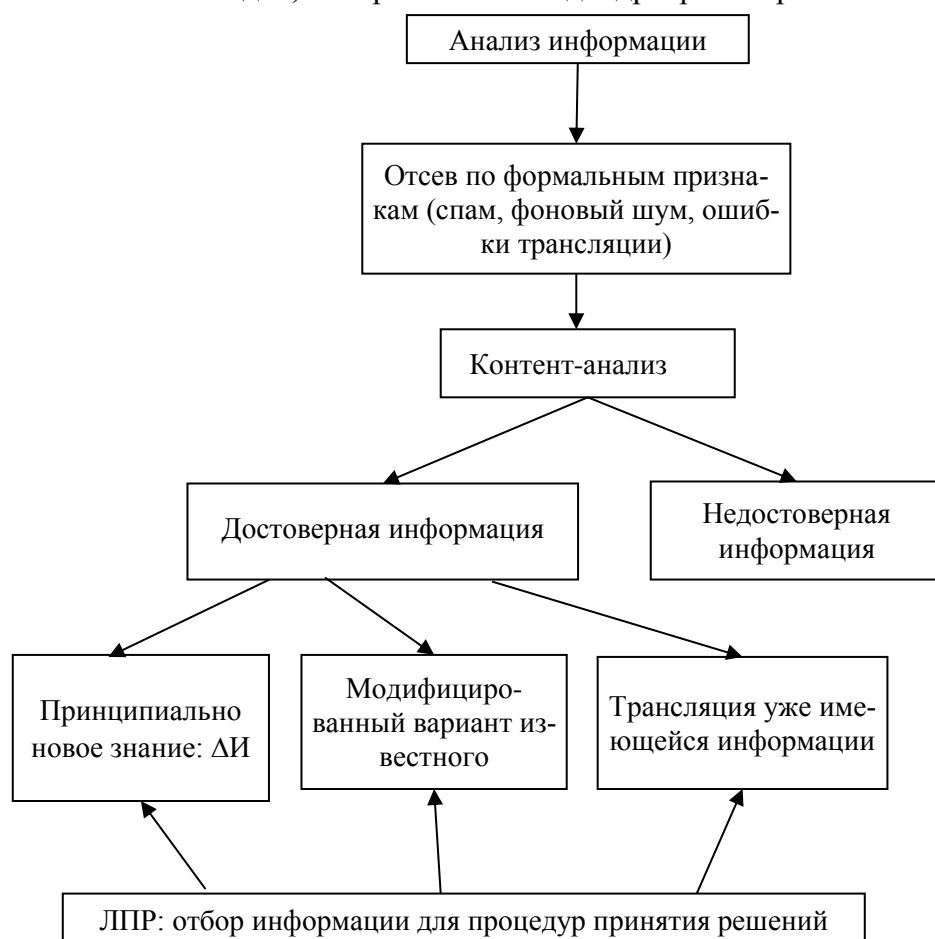 Анализ информации
Отсев по формальным призна-
кам (спам, фоновый шум, ошиб-
ки трансляции)
Контент-анализ
Достоверная информация
Недостоверная
информация
Принципиально
новое знание: ΔИ
Модифициро-
ванный вариант из-
вестного
Трансляция уже име-
ющейся информации
ЛПР: отбор информации для процедур принятия решений